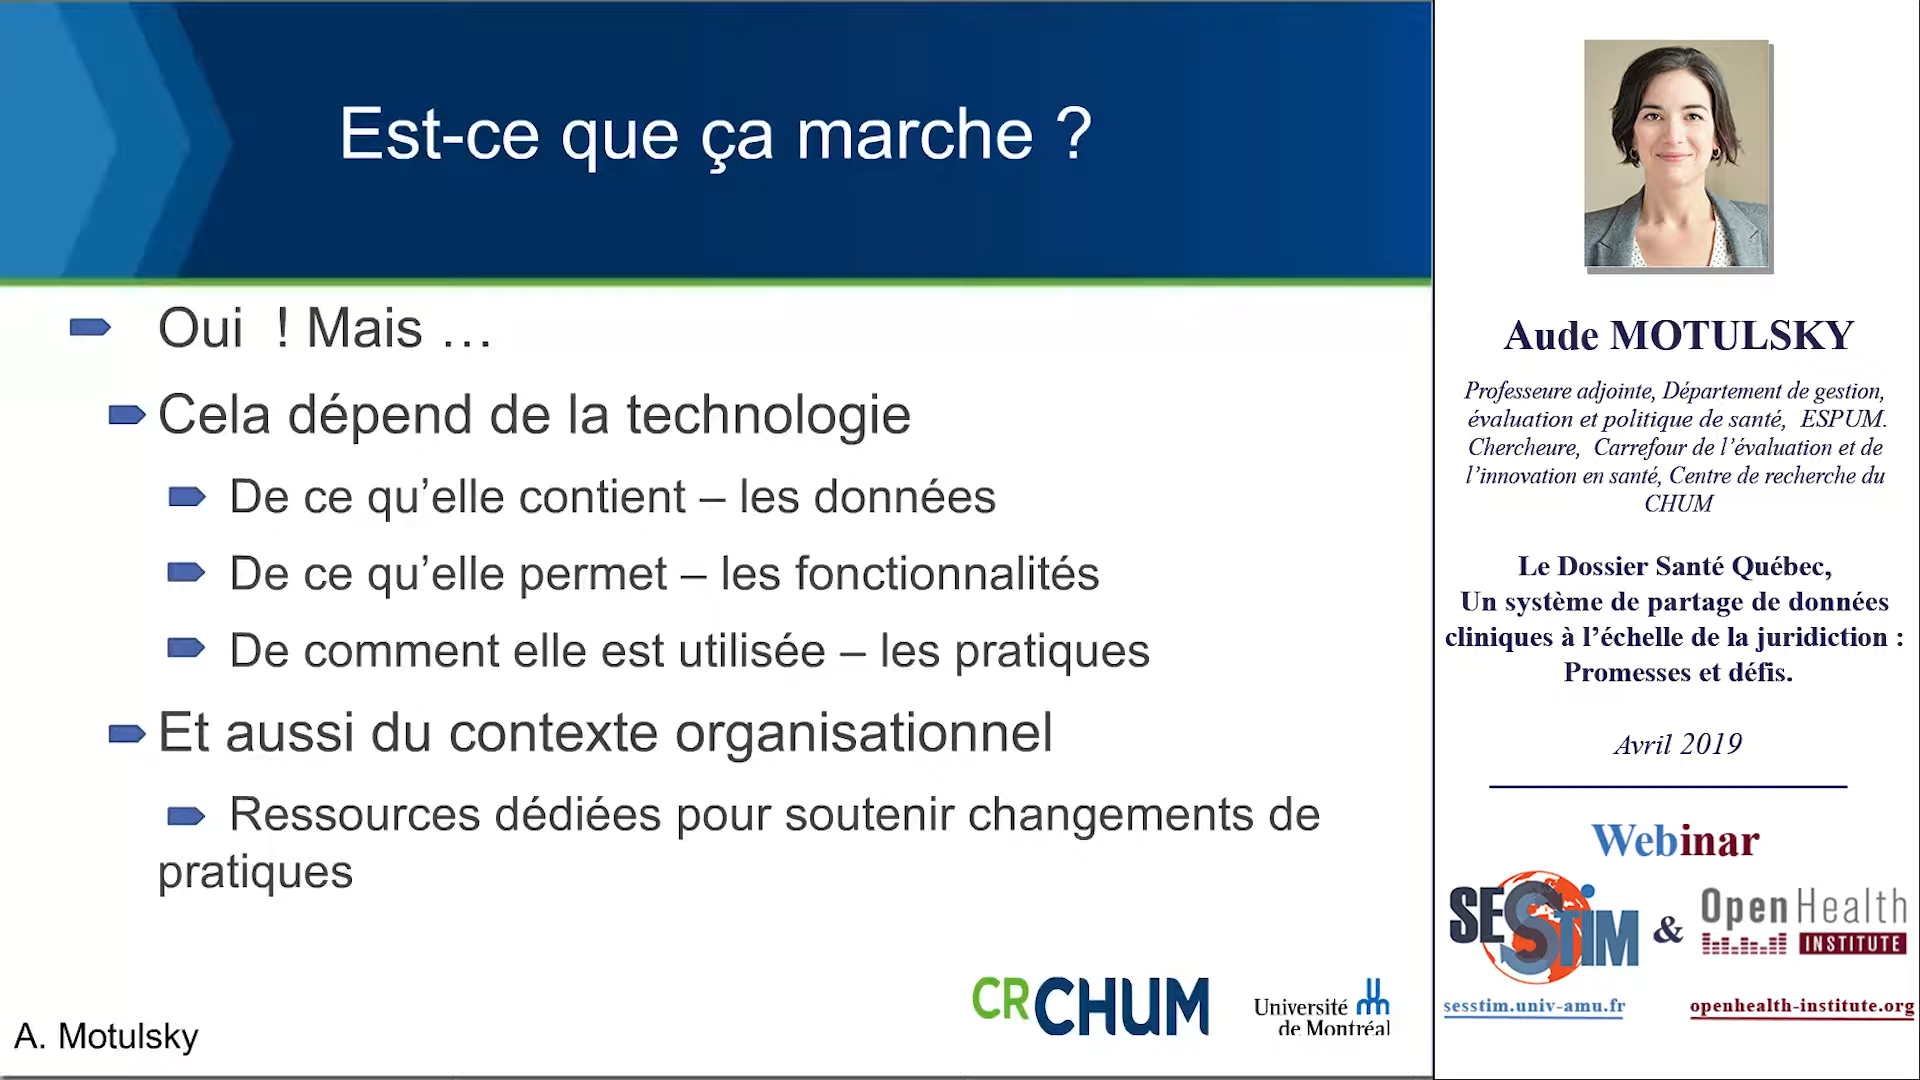 Est-ce que ça marche ?
Oui ! Mais …
Cela dépend de la technologie
De ce qu’elle contient – les données
De ce qu’elle permet – les fonctionnalités
De comment elle est utilisée – les pratiques
Et aussi du contexte organisationnel
Ressources dédiées pour soutenir changements de
pratiques
CRCHUM
Université
de Montréal
A. Motulsky
Aude MOTULSKY
Professeure adjointe, Département de gestion,
évaluation et politique de santé, ESPUM.
Chercheure, Carrefour de l’évaluation et de
l’innovation en santé, Centre de recherche du
CHUM
Le Dossier Santé Québec,
Un système de partage de données
cliniques à l’échelle de la juridiction :
Promesses et défis.
Avril 2019
Webinar
SESSTIM & Open Health
INSTITUTE
sesstim.univ-amu.fr
openhealth-institute.org